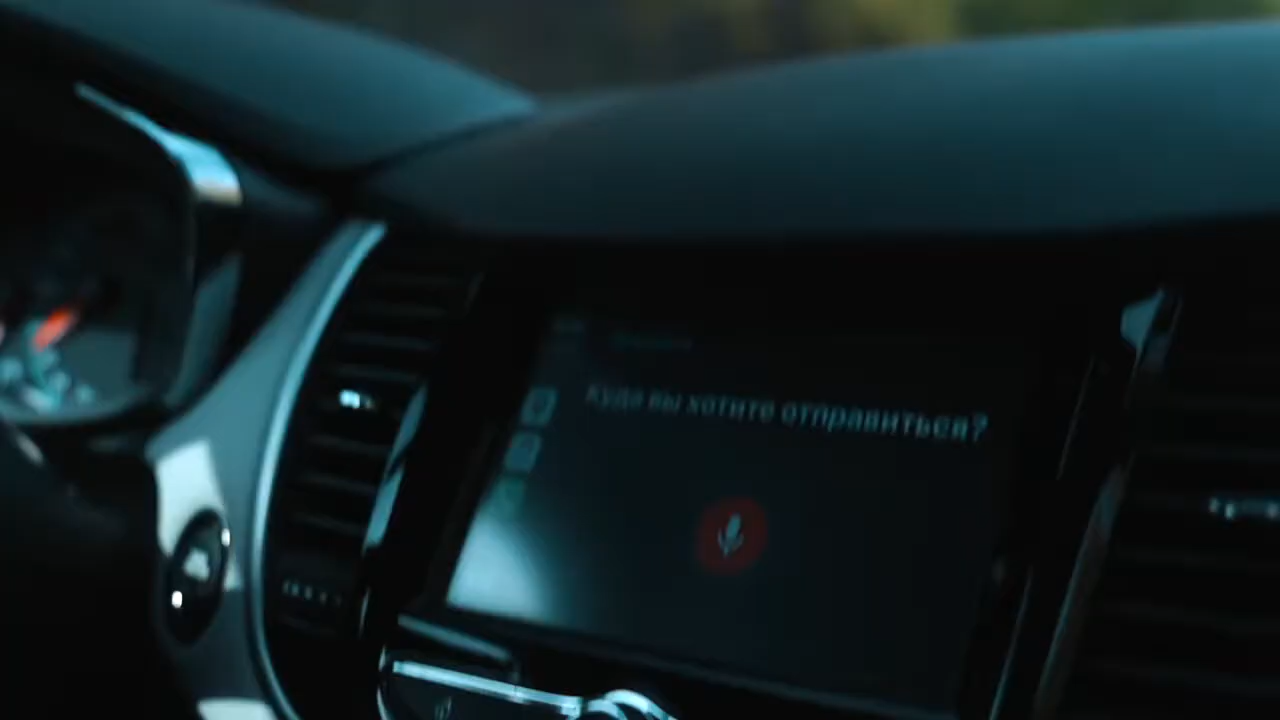 Куда вы хотите отправиться?